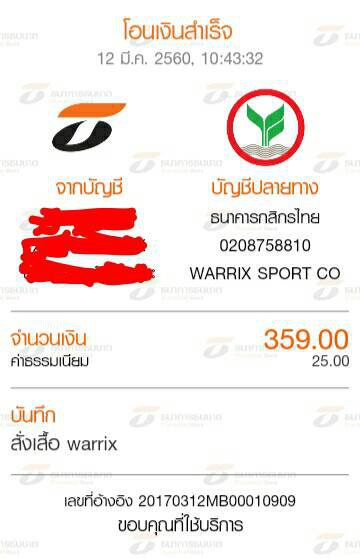 โอนเงินสำเร็จ
12 มี.ค. 2560, 10:43:32
จากบัญชี
บัญชีปลายทาง
ธนาคารกสิกรไทย
0208758810
WARRIX SPORT CO
จำนวนเงิน 359.00
ค่าธรรมเนียม 25.00
บันทึก
สั่งเสื้อ warrix
เลขที่อ้างอิง 20170312MB00010909
ขอบคุณที่ใช้บริการ